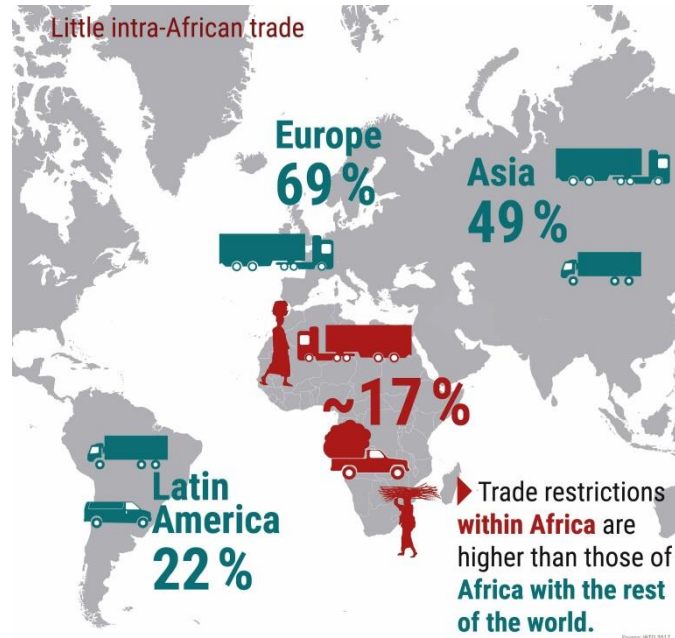 Little intra-African trade
Europe
69 %
Asia
49 %
~17 %
Latin
America
22 %
Trade restrictions
within Africa are
higher than those of
Africa with the rest
of the world.